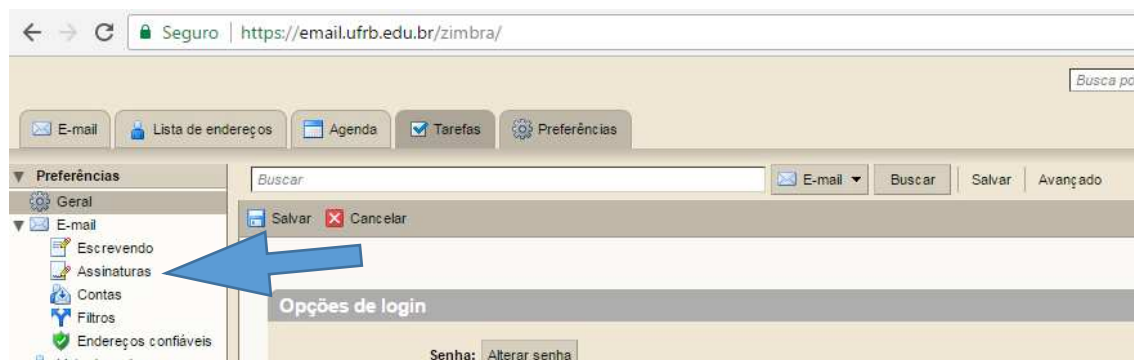 Seguro | https://email.ufrb.edu.br/zimbra/
Busca po
E-mail Lista de endereços Agenda Tarefas Preferências
Preferências
Buscar E-mail Buscar Salvar Avançado
Geral
Salvar Cancelar
E-mail
Escrevendo
Assinaturas
Contas
Opções de login
Filtros
Endereços confiáveis
Senha: Alterar senha